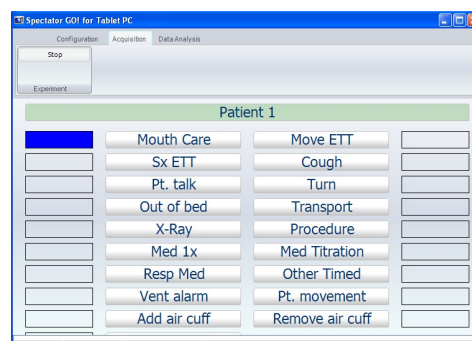 Spectator GO! for Tablet PC
Configuration Acquisition Data Analysis
Stop
Experiment
Patient 1
Mouth Care Move ETT
Sx ETT Cough
Pt. talk Turn
Out of bed Transport
X-Ray Procedure
Med 1x Med Titration
Resp Med Other Timed
Vent alarm Pt. movement
Add air cuff Remove air cuff